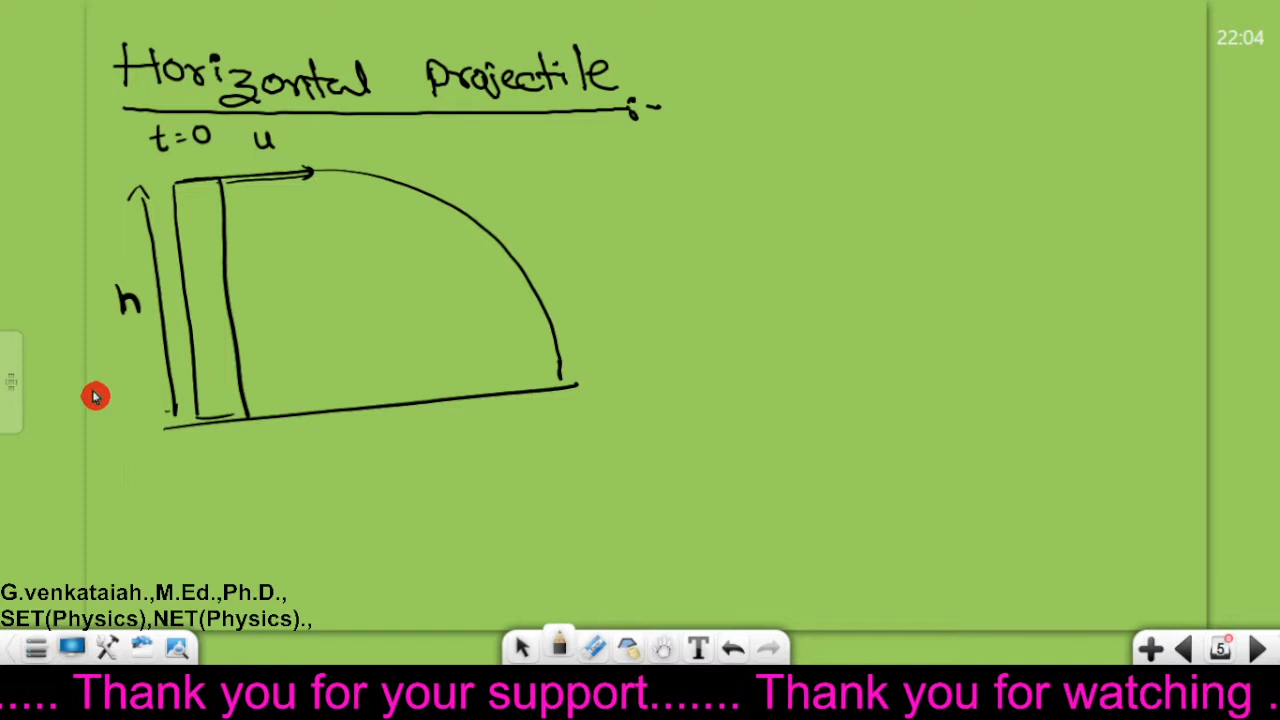 22:04
Horizontal projectile :-
t=0 u
h
G.venkataiah.,M.Ed.,Ph.D.,
SET(Physics),NET(Physics).,
T
5
..... Thank you for your support....... Thank you for watching .